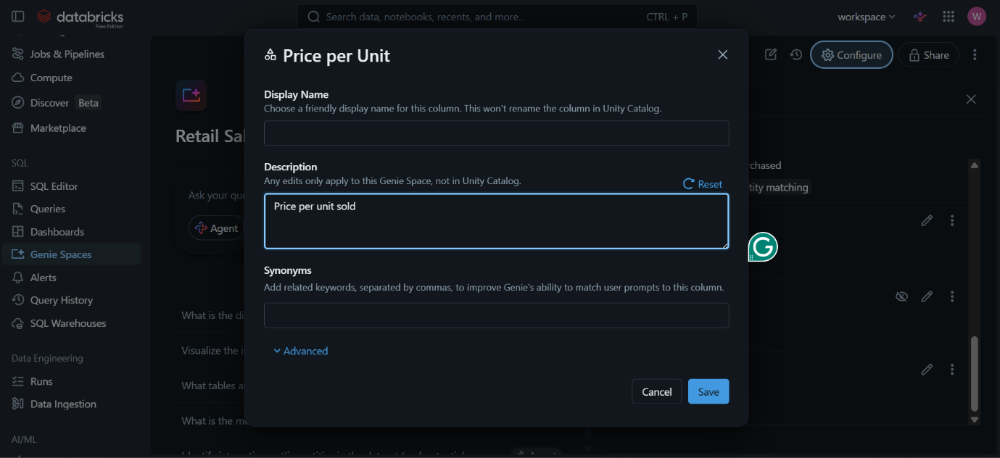 databricks
Free Edition
Search data, notebooks, recents, and more...
CTRL + P
workspace
W
Jobs & Pipelines
Compute
Discover
Beta
Marketplace
SQL
SQL Editor
Queries
Dashboards
Genie Spaces
Alerts
Query History
SQL Warehouses
Data Engineering
Runs
Data Ingestion
AI/ML
Configure
Share
Retail Sal
Ask your que
Agent
What is the di
Visualize the i
What tables a
What is the m
rchased
tity matching
Price per Unit
Display Name
Choose a friendly display name for this column. This won't rename the column in Unity Catalog.
Description
Any edits only apply to this Genie Space, not in Unity Catalog.
Reset
Price per unit sold
Synonyms
Add related keywords, separated by commas, to improve Genie's ability to match user prompts to this column.
Advanced
Cancel
Save